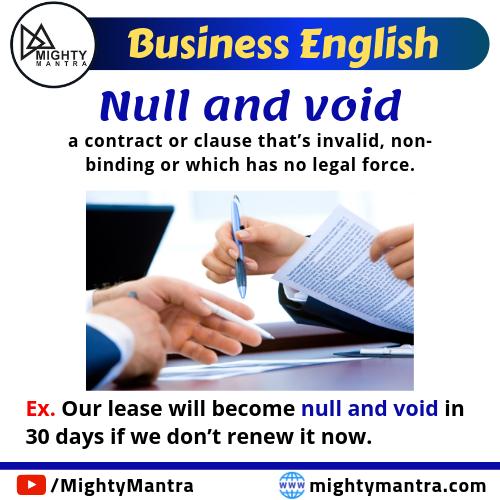 MIGHTY
MANTRA
Business English
Null and void
a contract or clause that’s invalid, non-
binding or which has no legal force.
Ex. Our lease will become null and void in
30 days if we don’t renew it now.
/MightyMantra
mightymantra.com